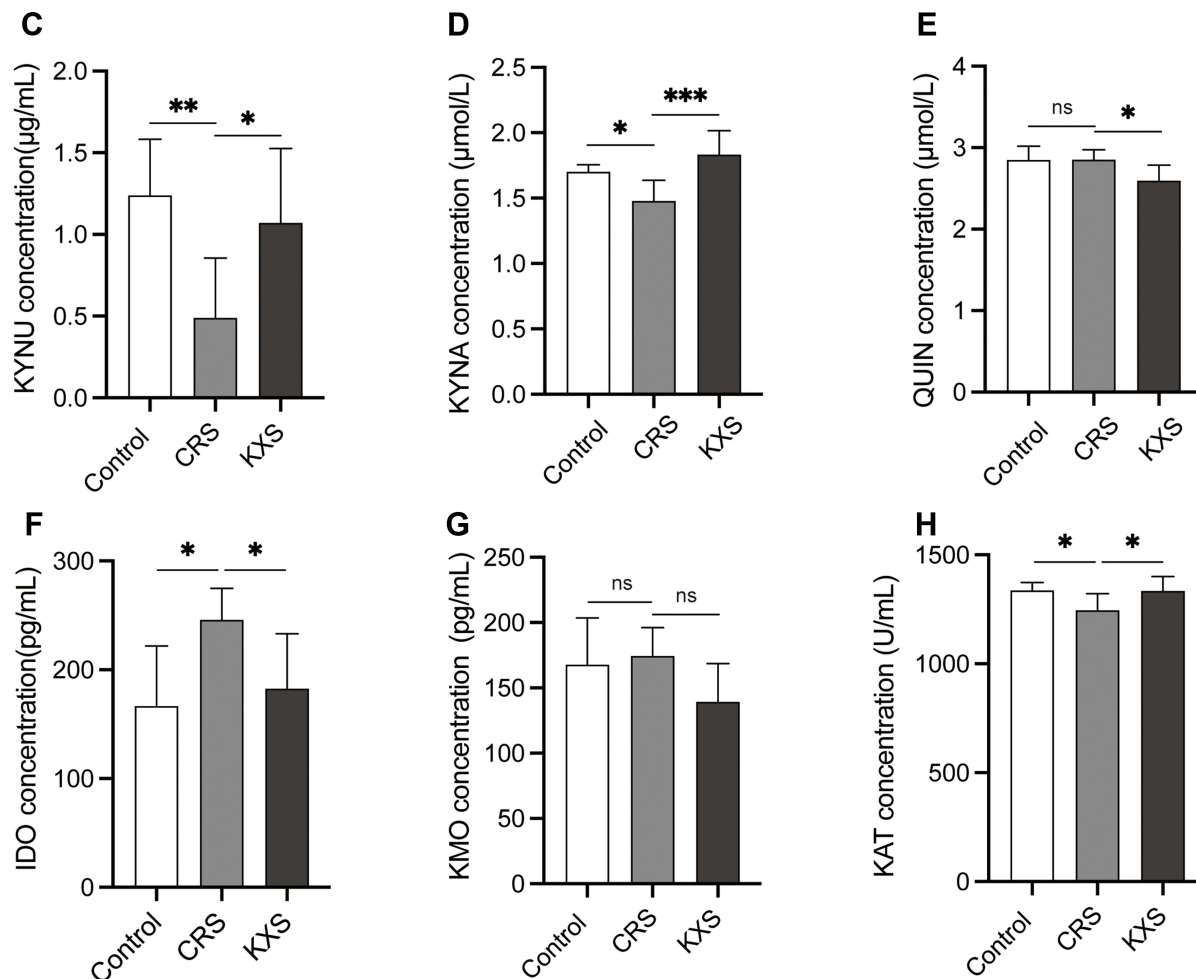 C
KYNU concentration(μg/mL)
2.0
1.5
1.0
0.5
0.0
** *
Control CRS KXS
D
KYNA concentration (μmol/L)
2.5
2.0
1.5
1.0
0.5
0.0
* ***
Control CRS KXS
E
QUIN concentration (μmol/L)
4
3
2
1
0
ns *
Control CRS KXS
F
IDO concentration(pg/mL)
300
200
100
0
* *
Control CRS KXS
G
KMO concentration (pg/mL)
250
200
150
100
50
0
ns ns
Control CRS KXS
H
KAT concentration (U/mL)
1500
1000
500
0
* *
Control CRS KXS